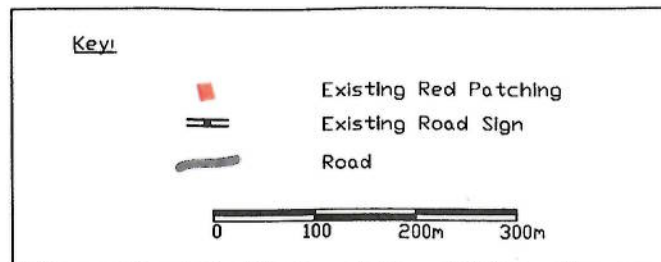 Key:
Existing Red Patching
Existing Road Sign
Road
0 100 200m 300m